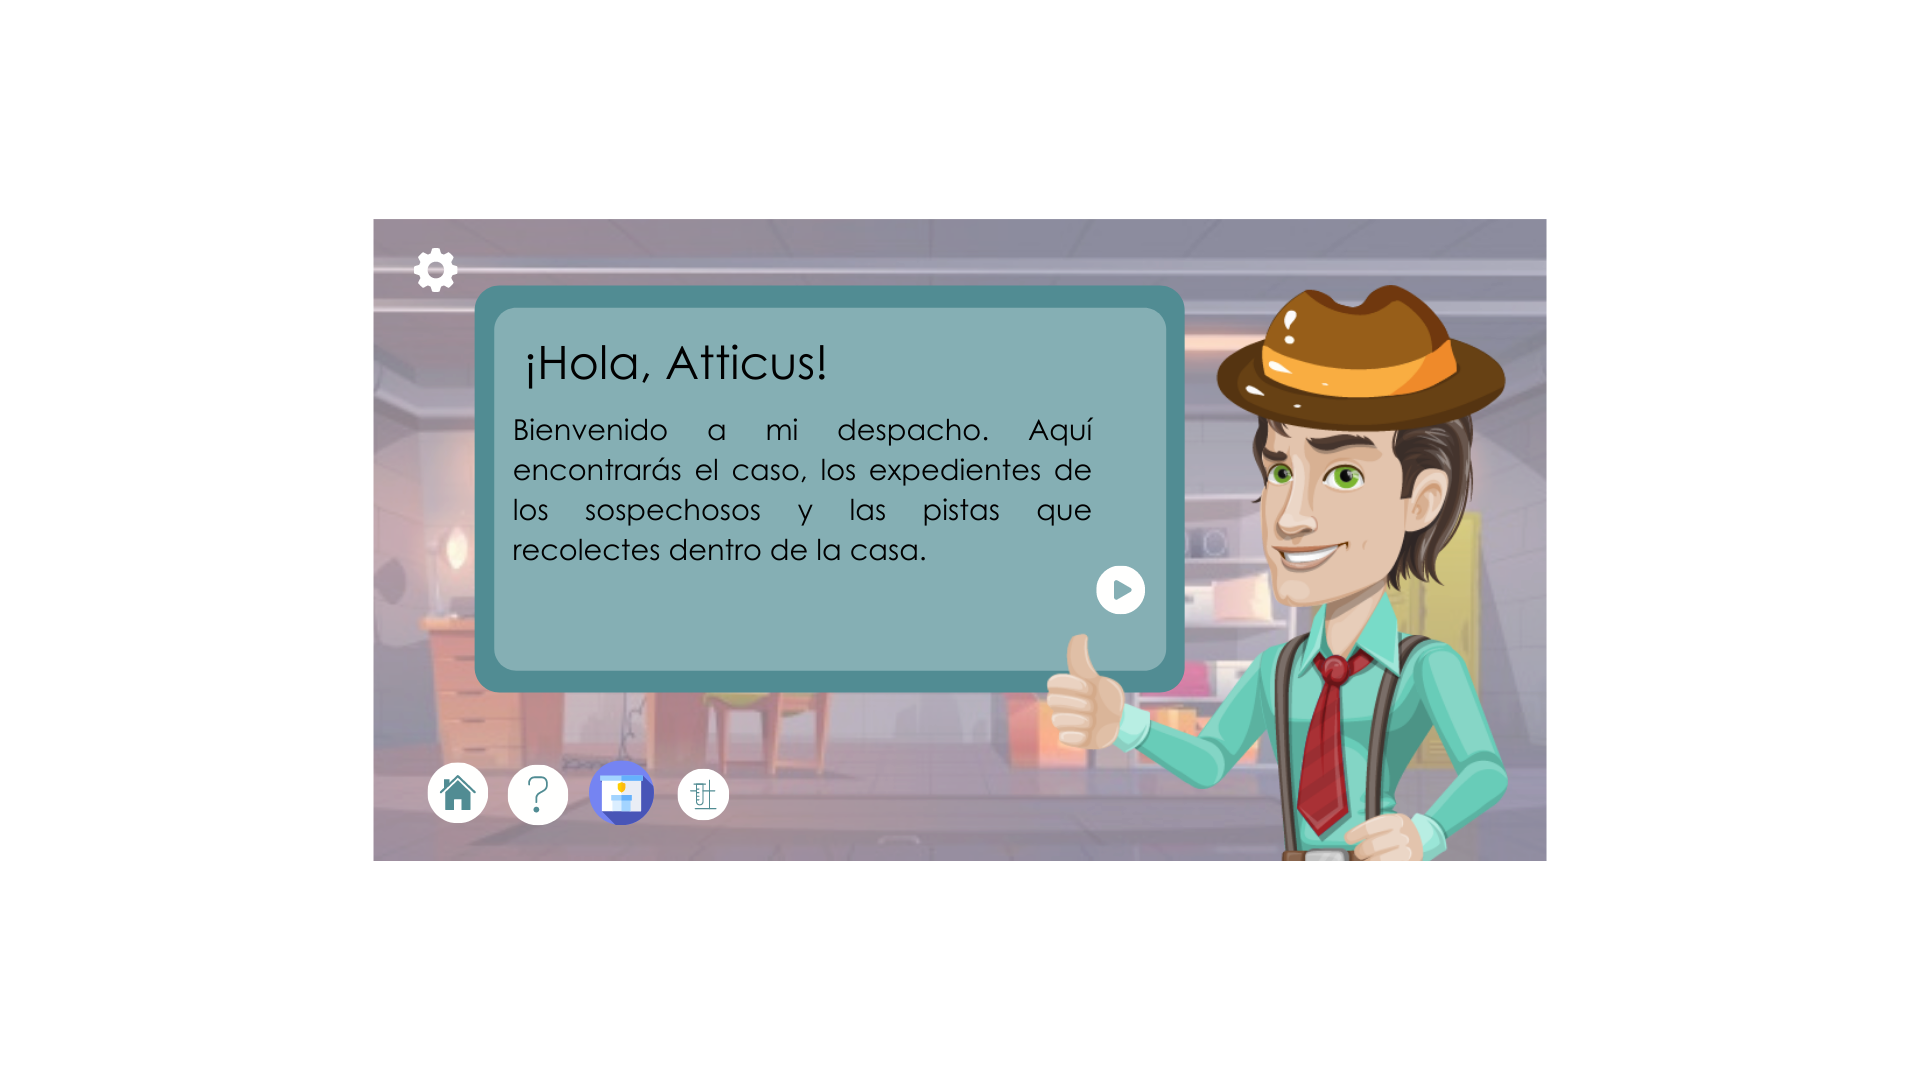 ¡Hola, Atticus!
Bienvenido a mi despacho. Aquí
encontrarás el caso, los expedientes de
los sospechosos y las pistas que
recolectes dentro de la casa.
?